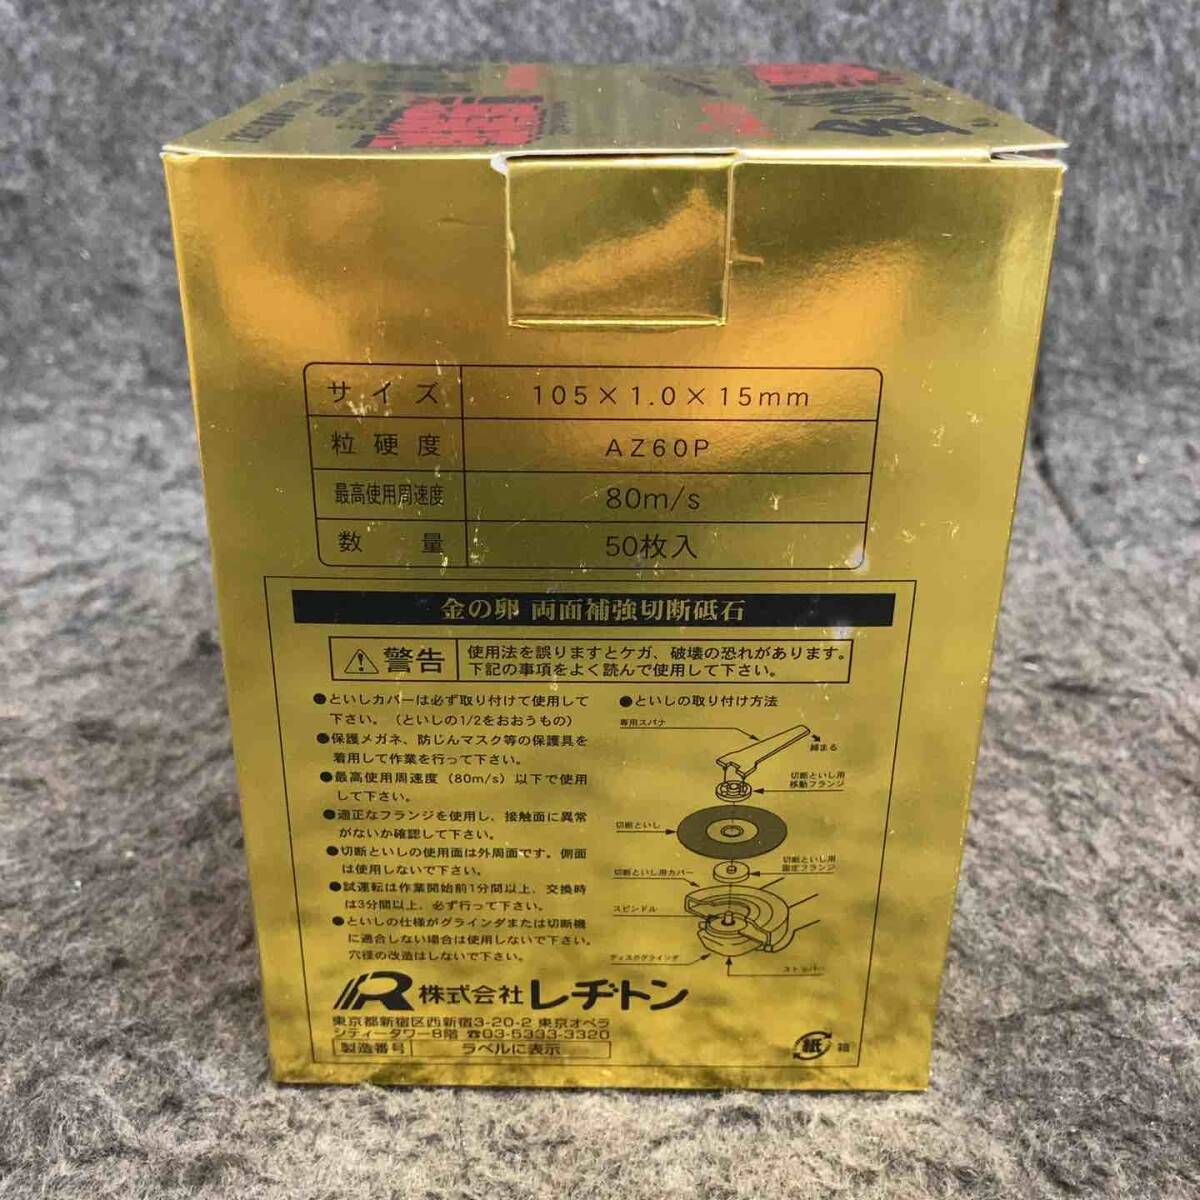 サイズ 105×1.0×15mm
粒硬度 AZ60P
最高使用周速度 80m/s
数量 50枚入
金の卵 両面補強切断砥石
警告
使用法を誤りますとケガ、破壊の恐れがあります。
下記の事項をよく読んで使用して下さい。
●といしカバーは必ず取り付けて使用して
下さい。(といしの1/2をおおうもの)
●保護メガネ、防じんマスク等の保護具を
着用して作業を行って下さい。
●最高使用周速度(80m/s)以下で使用
して下さい。
●適正なフランジを使用し、接触面に異常
がないか確認して下さい。
●切断といしの使用面は外周面です。側面
は使用しないで下さい。
●試運転は作業開始前1分間以上、交換時
は3分間以上、必ず行って下さい。
●といしの仕様がグラインダまたは切断機
に適合しない場合は使用しないで下さい。
穴径の改造はしないで下さい。
●といしの取り付け方法
専用スパナ
締まる
切断といし用
移動フランジ
切断といし
切断といし用
固定フランジ
切断といし用カバー
スピンドル
ディスクグラインダ
ストッパー
R 株式会社レヂトン
東京都新宿区西新宿3-20-2 東京オペラ
シティータワー8階 ☎03-5333-3320
製造番号 ラベルに表示
紙 箱